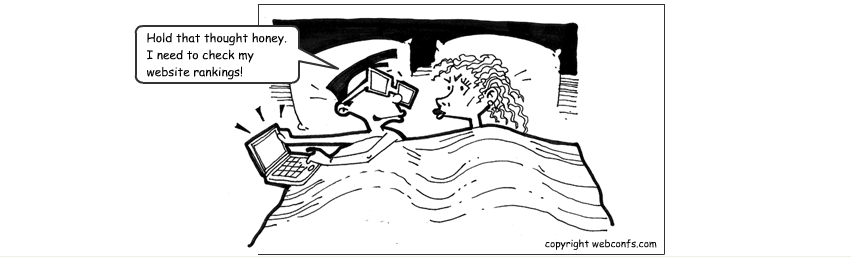 Hold that thought honey.
I need to check my
website rankings!
copyright webconfs.com